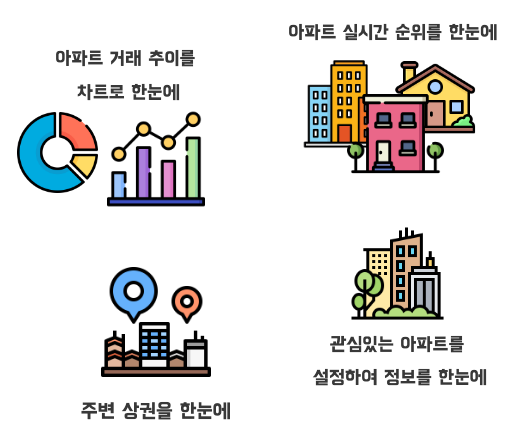 아파트 거래 추이를
차트로 한눈에
아파트 실시간 순위를 한눈에
주변 상권을 한눈에
관심있는 아파트를
설정하여 정보를 한눈에